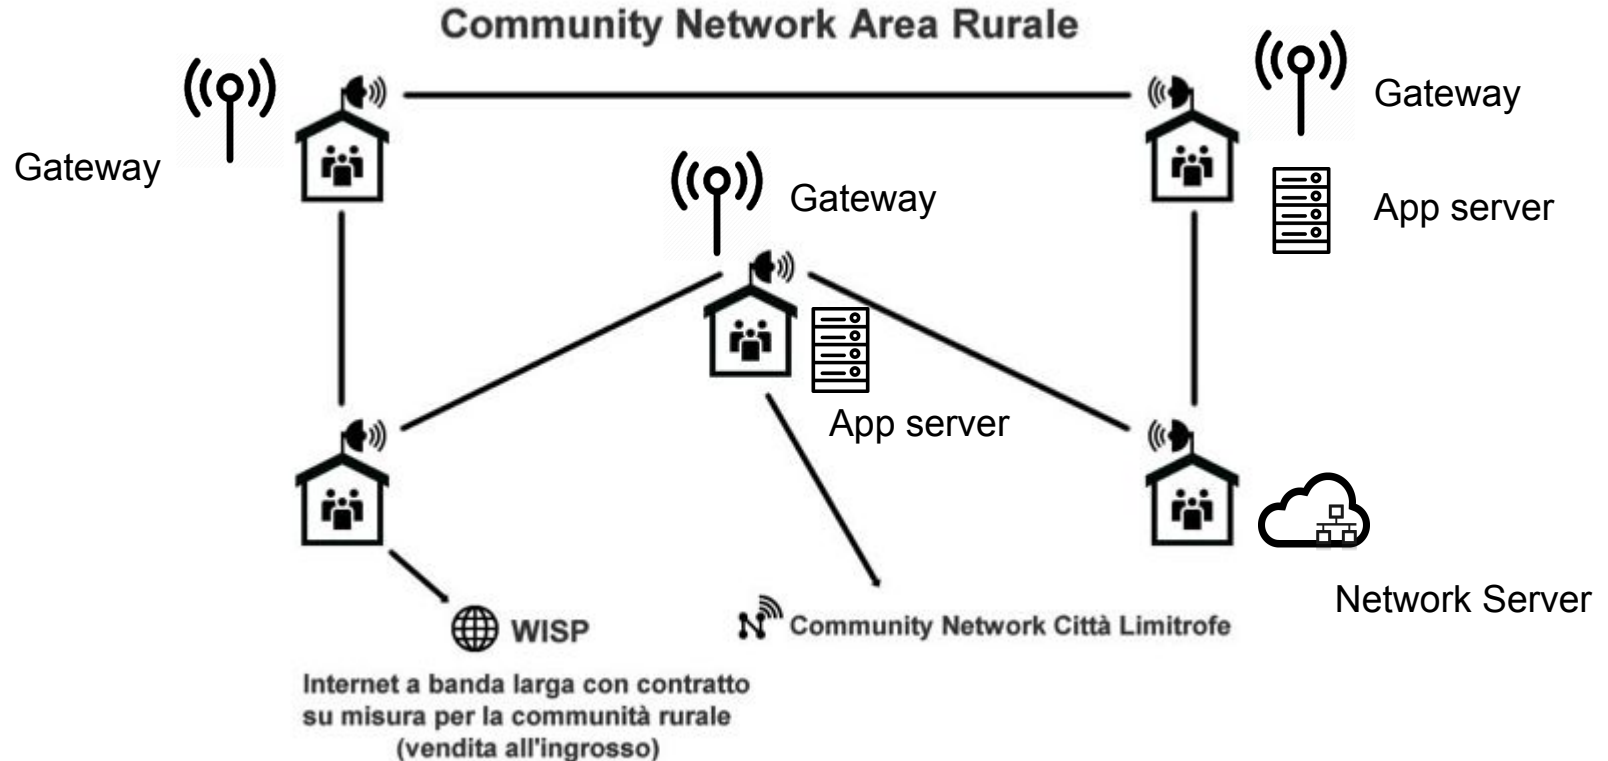 Community Network Area Rurale
Gateway
Gateway
Gateway
App server
App server
Network Server
WISP
Community Network Città Limitrofe
Internet a banda larga con contratto
su misura per la communità rurale
(vendita all'ingrosso)